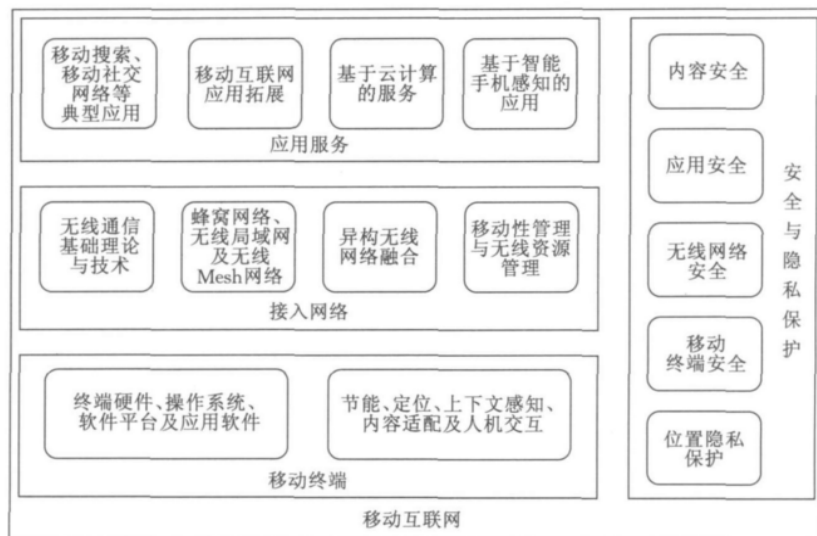 移动搜索、
移动社交
网络等
典型应用
移动互联网
应用拓展
基于云计算
的服务
基于智能
手机感知的
应用
应用服务
无线通信
基础理论
与技术
蜂窝网络、
无线局域网
及无线
Mesh网络
异构无线
网络融合
移动性管理
与无线资源
管理
接入网络
终端硬件、操作系统、
软件平台及应用软件
节能、定位、上下文感知、
内容适配及人机交互
移动终端
内容安全
应用安全
无线网络
安全
移动
终端安全
位置隐私
保护
安全与隐私保护
移动互联网